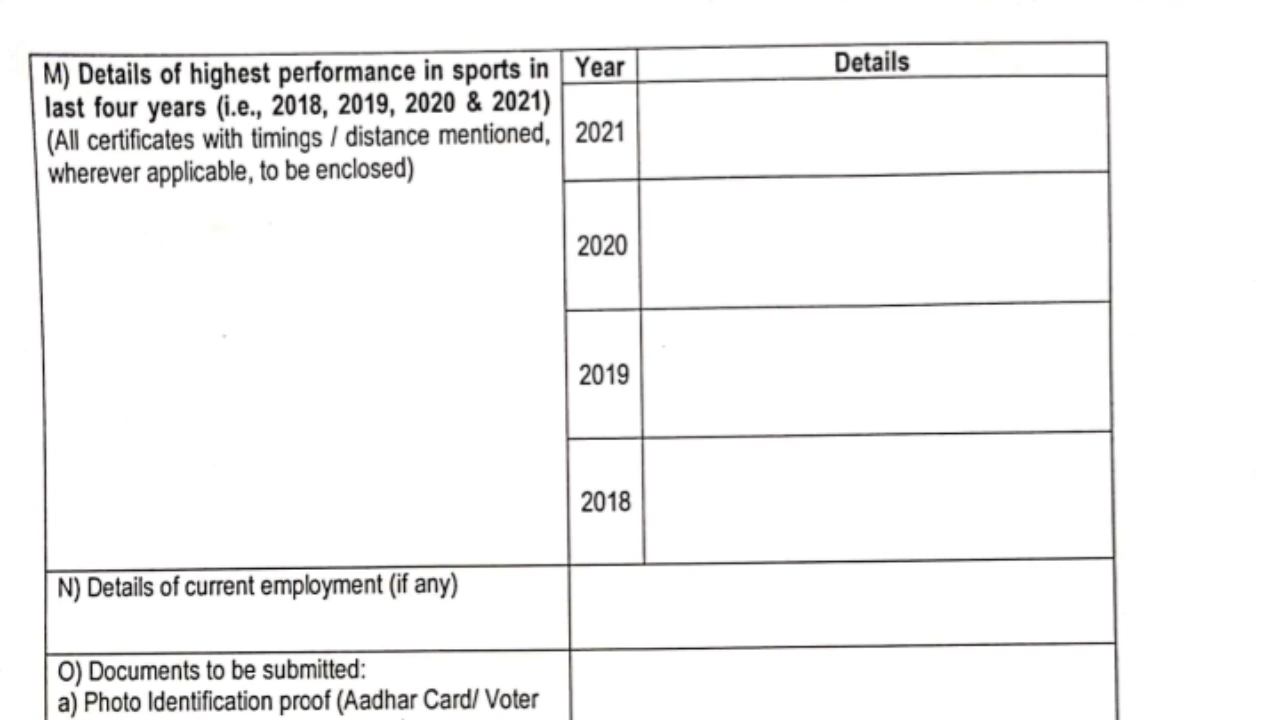 M) Details of highest performance in sports in
last four years (i.e., 2018, 2019, 2020 & 2021)
(All certificates with timings / distance mentioned,
wherever applicable, to be enclosed)
Year
Details
2021
2020
2019
2018
N) Details of current employment (if any)
O) Documents to be submitted:
a) Photo Identification proof (Aadhar Card/ Voter